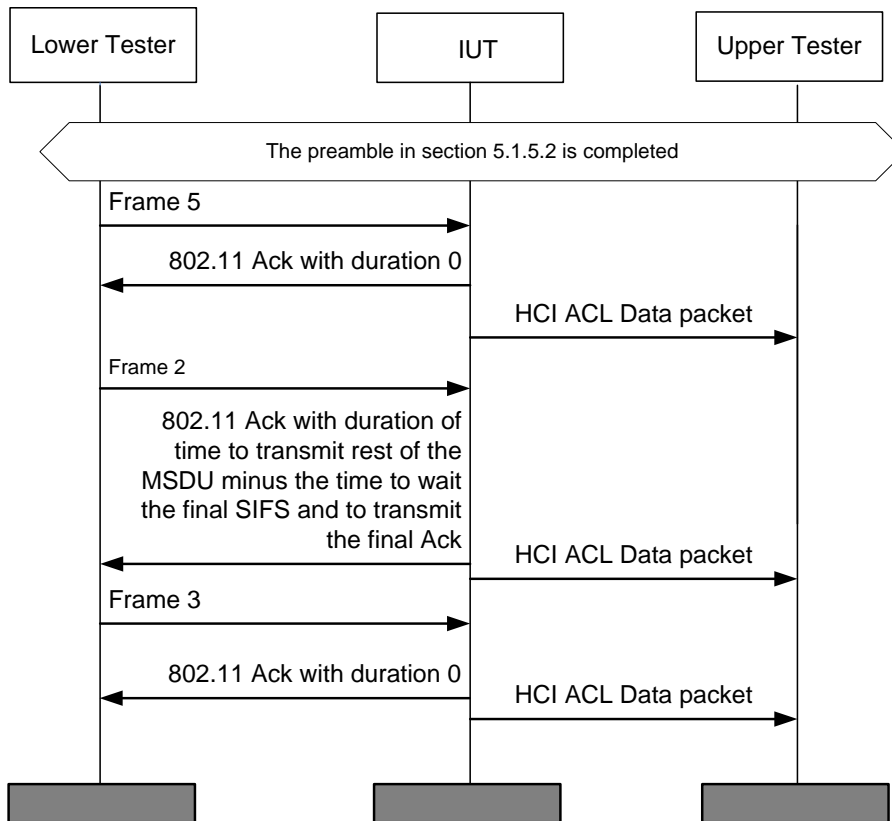 Lower Tester
IUT
Upper Tester
The preamble in section 5.1.5.2 is completed
Frame 5
802.11 Ack with duration 0
HCI ACL Data packet
Frame 2
802.11 Ack with duration of
time to transmit rest of the
MSDU minus the time to wait
the final SIFS and to transmit
the final Ack
HCI ACL Data packet
Frame 3
802.11 Ack with duration 0
HCI ACL Data packet